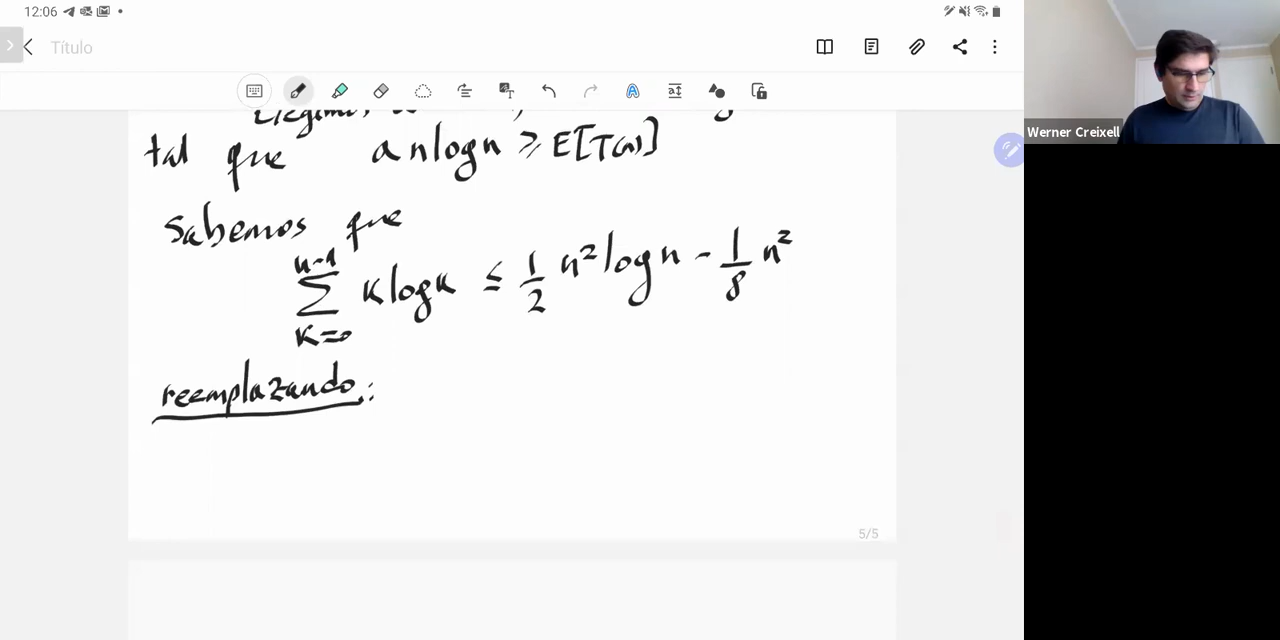 12:06
Título
tal que a n log n ≥ E[T(n)]
Sabemos que
n-1
∑ k log k ≤ 1/2 n² log n - 1/8 n²
k=0
reemplazando:
5/5
Werner Creixell